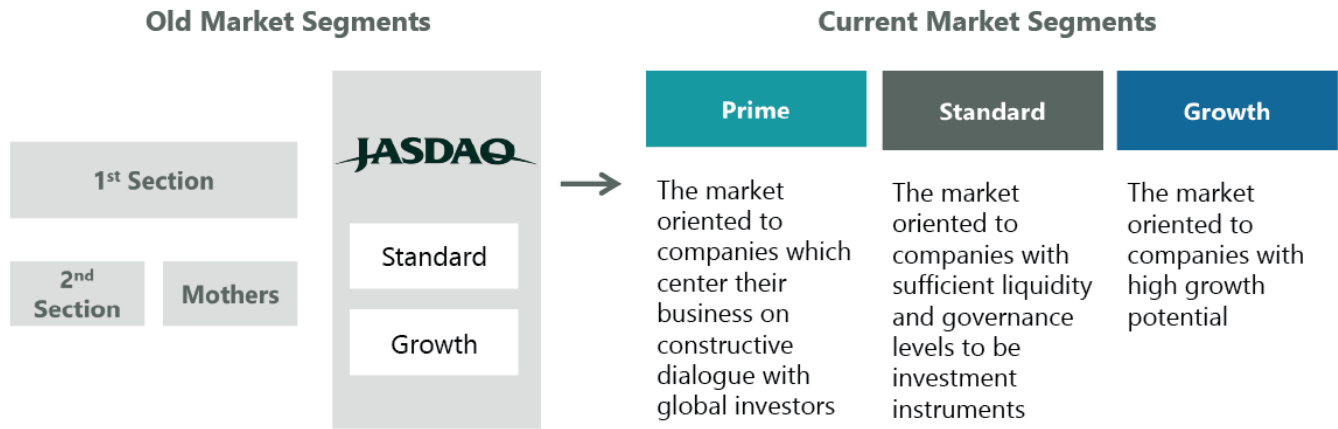 Old Market Segments
1st Section
2nd
Section
Mothers
JASDAQ
Standard
Growth
Current Market Segments
Prime
The market
oriented to
companies which
center their
business on
constructive
dialogue with
global investors
Standard
The market
oriented to
companies with
sufficient liquidity
and governance
levels to be
investment
instruments
Growth
The market
oriented to
companies with
high growth
potential